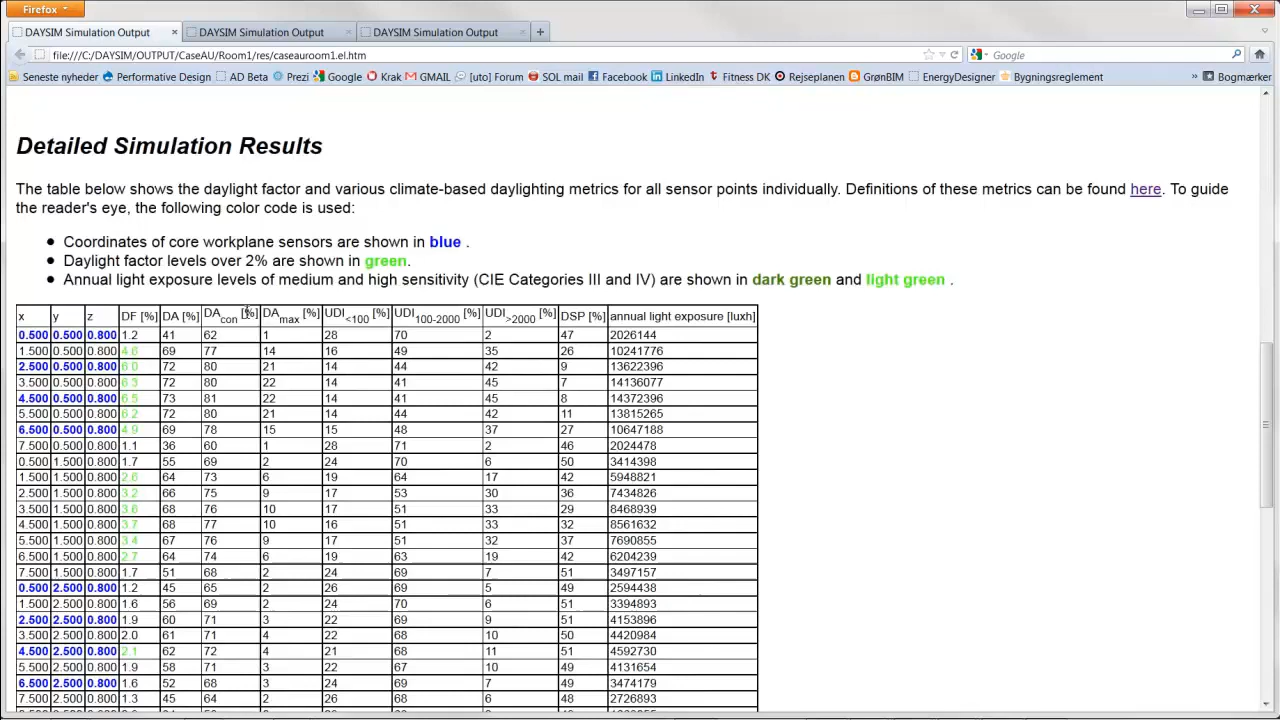 Firefox
DAYSIM Simulation Output DAYSIM Simulation Output DAYSIM Simulation Output
file:///C:/DAYSIM/OUTPUT/CaseAU/Room1/res/caseauroom1.el.htm Google
Seneste nyheder Performative Design AD Beta Prezi Google Krak GMAIL [uto] Forum SOL mail Facebook LinkedIn Fitness DK Rejseplanen GrønBIM EnergyDesigner Bygningsreglement » Bogmærker
Detailed Simulation Results
The table below shows the daylight factor and various climate-based daylighting metrics for all sensor points individually. Definitions of these metrics can be found here. To guide
the reader's eye, the following color code is used:
● Coordinates of core workplane sensors are shown in blue .
● Daylight factor levels over 2% are shown in green.
● Annual light exposure levels of medium and high sensitivity (CIE Categories III and IV) are shown in dark green and light green .
x y z DF [%] DA [%] DAcon [%] DAmax [%] UDI<100 [%] UDI100-2000 [%] UDI>2000 [%] DSP [%] annual light exposure [luxh]
0.500 0.500 0.800 1.2 41 62 1 28 70 2 47 2026144
1.500 0.500 0.800 4.6 69 77 14 16 49 35 26 10241776
2.500 0.500 0.800 6.0 72 80 21 14 44 42 9 13622396
3.500 0.500 0.800 6.3 72 80 22 14 41 45 7 14136077
4.500 0.500 0.800 6.5 73 81 22 14 41 45 8 14372396
5.500 0.500 0.800 6.2 72 80 21 14 44 42 11 13815265
6.500 0.500 0.800 4.9 69 78 15 15 48 37 27 10647188
7.500 0.500 0.800 1.1 36 60 1 28 71 2 46 2024478
0.500 1.500 0.800 1.7 55 69 2 24 70 6 50 3414398
1.500 1.500 0.800 2.6 64 73 6 19 64 17 42 5948821
2.500 1.500 0.800 3.2 66 75 9 17 53 30 36 7434826
3.500 1.500 0.800 3.6 68 76 10 17 51 33 29 8468939
4.500 1.500 0.800 3.7 68 77 10 16 51 33 32 8561632
5.500 1.500 0.800 3.4 67 76 9 17 51 32 37 7690855
6.500 1.500 0.800 2.7 64 74 6 19 63 19 42 6204239
7.500 1.500 0.800 1.7 51 68 2 24 69 7 51 3497157
0.500 2.500 0.800 1.2 45 65 2 26 69 5 49 2594438
1.500 2.500 0.800 1.6 56 69 2 24 70 6 51 3394893
2.500 2.500 0.800 1.9 60 71 3 22 69 9 51 4153896
3.500 2.500 0.800 2.0 61 71 4 22 68 10 50 4420984
4.500 2.500 0.800 2.1 62 72 4 21 68 11 51 4592730
5.500 2.500 0.800 1.9 58 71 3 22 67 10 49 4131654
6.500 2.500 0.800 1.6 52 68 3 24 69 7 49 3474179
7.500 2.500 0.800 1.3 45 64 2 26 68 6 48 2726893